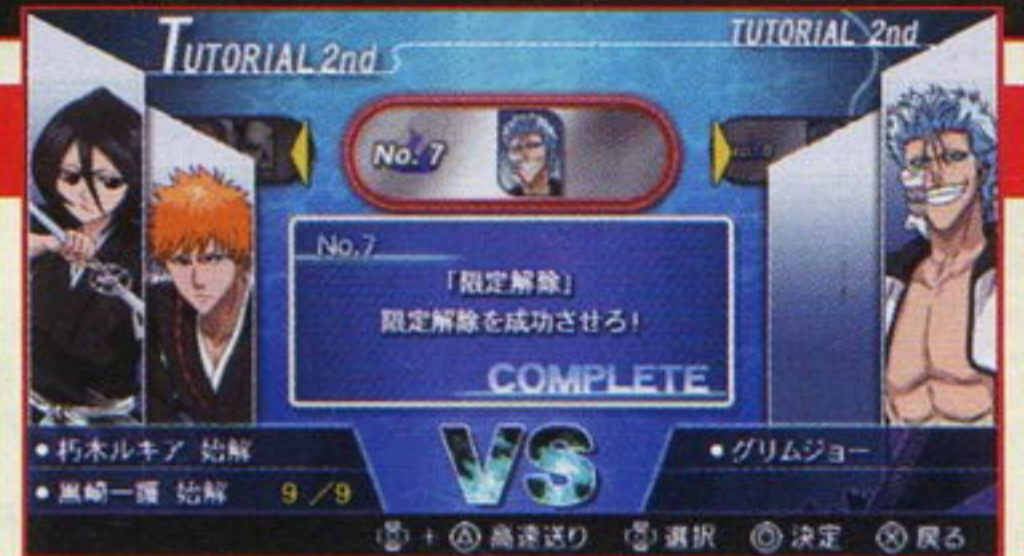 TUTORIAL 2nd
TUTORIAL 2nd
No. 7
No.7
「限定解除」
限定解除を成功させろ!
COMPLETE
VS
• 朽木ルキア 始解
• 黒崎一護 始解 9/9
• グリムジョー
+ △ 高速送り 選択 ◎ 決定 ⊗ 戻る